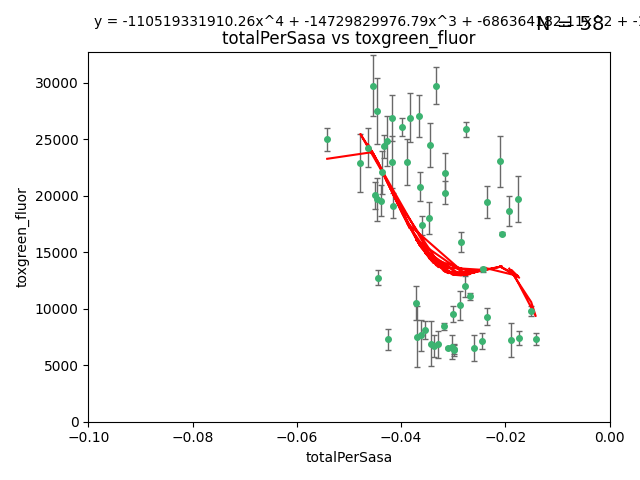 y = -110519331910.26x^4 + -14729829976.79x^3 +
N = 58
totalPerSasa vs toxgreen_fluor
30000
25000
20000
15000
10000
5000
0
toxgreen_fluor
−0.10
−0.08
−0.06
−0.04
−0.02
0.00
totalPerSasa